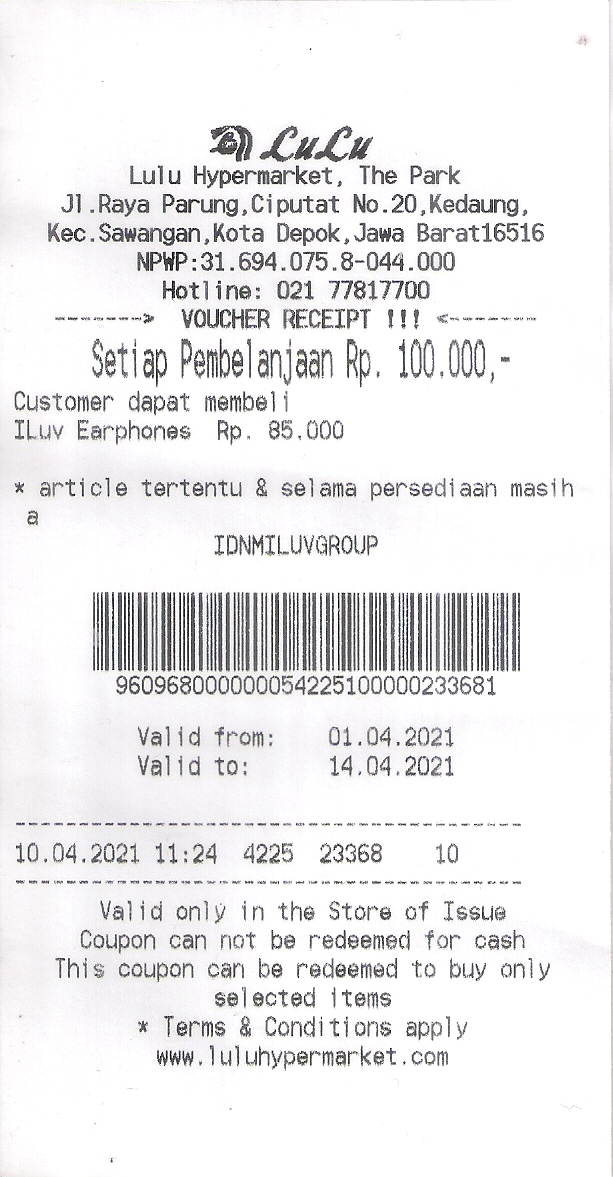 LuLu
Lulu Hypermarket, The Park
Jl.Raya Parung,Ciputat No.20,Kedaung,
Kec.Sawangan,Kota Depok,Jawa Barat16516
NPWP:31.694.075.8-044.000
Hotline: 021 77817700
------> VOUCHER RECEIPT !!! <------
Setiap Pembelanjaan Rp. 100.000,-
Customer dapat membeli
ILuv Earphones Rp. 85.000
* article tertentu & selama persediaan masih
a
IDNMILUVGROUP
960968000000054225100000233681
Valid from: 01.04.2021
Valid to: 14.04.2021
10.04.2021 11:24 4225 23368 10
Valid only in the Store of Issue
Coupon can not be redeemed for cash
This coupon can be redeemed to buy only
selected items
* Terms & Conditions apply
www.luluhypermarket.com